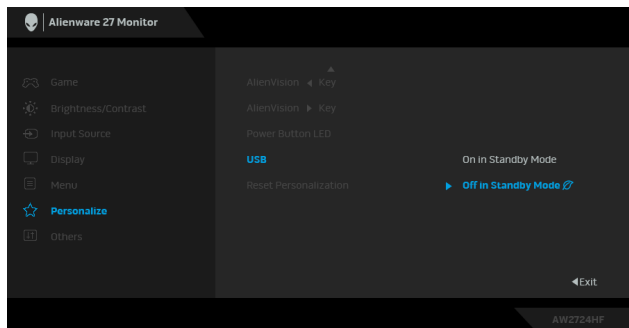 Alienware 27 Monitor
Game
AlienVision ◀ Key
Brightness/Contrast
AlienVision ▶ Key
Input Source
Power Button LED
Display
USB
On in Standby Mode
Menu
Reset Personalization
Off in Standby Mode
Personalize
Others
Exit
AW2724HF